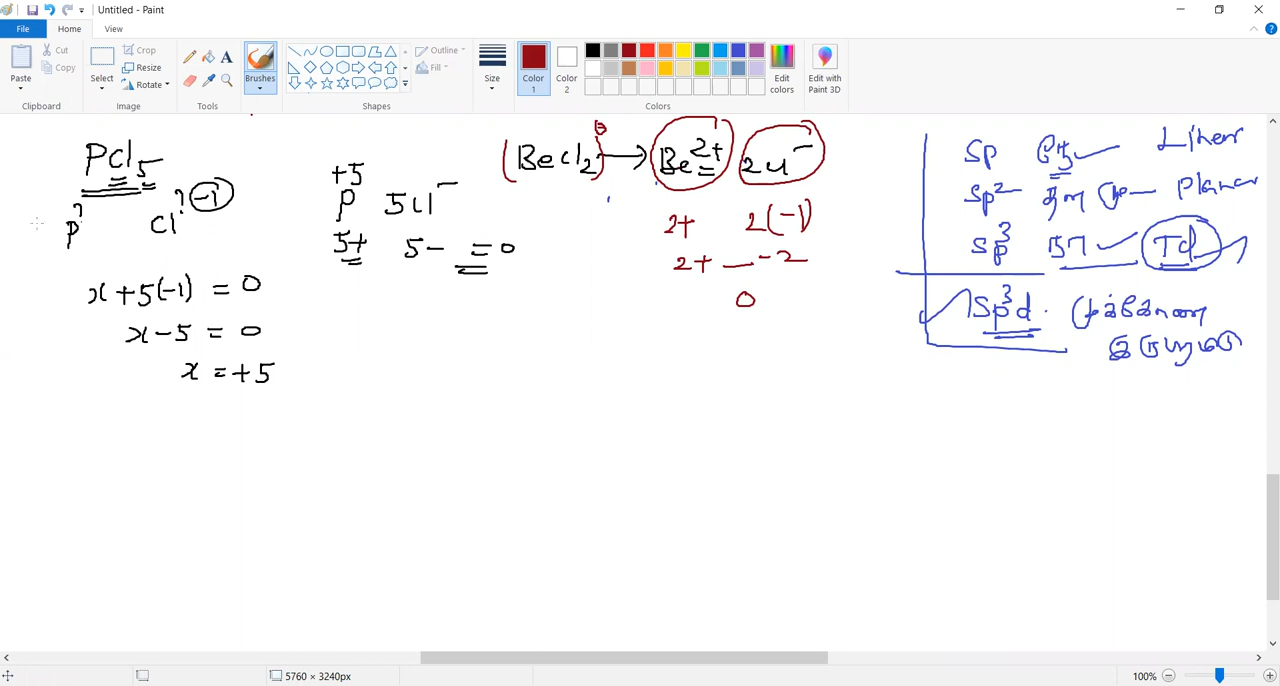 Untitled - Paint
File
Home
View
Paste
Cut
Copy
Clipboard
Select
Crop
Resize
Rotate
Image
Tools
Brushes
Shapes
Outline
Fill
Size
Color 1
Color 2
Colors
Edit colors
Edit with Paint 3D
PCl5
P? Cl? -1
x+5(-1) = 0
x-5 = 0
x = +5
+5
P 5Cl-
5+ 5- = 0
(BeCl2) → Be2+ 2Cl-
2+ 2(-1)
2+ -2
0
Sp Linear
Sp2 Planar
Sp3 Td
Sp3d
5760 × 3240px
100%